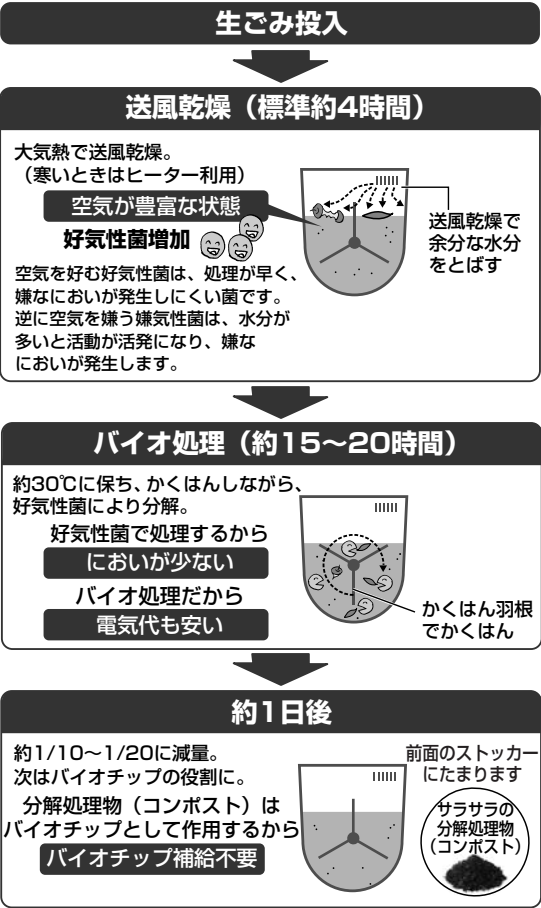 生ごみ投入
送風乾燥（標準約4時間）
大気熱で送風乾燥。
（寒いときはヒーター利用）
空気が豊富な状態
好気性菌増加
空気を好む好気性菌は、処理が早く、
嫌なにおいが発生しにくい菌です。
逆に空気を嫌う嫌気性菌は、水分が
多いと活動が活発になり、嫌な
においが発生します。
送風乾燥で
余分な水分
をとばす
バイオ処理（約15～20時間）
約30℃に保ち、かくはんしながら、
好気性菌により分解。
好気性菌で処理するから
においが少ない
バイオ処理だから
電気代も安い
かくはん羽根
でかくはん
約1日後
約1/10～1/20に減量。
次はバイオチップの役割に。
分解処理物（コンポスト）は
バイオチップとして作用するから
バイオチップ補給不要
前面のストッカー
にたまります
サラサラの
分解処理物
（コンポスト）